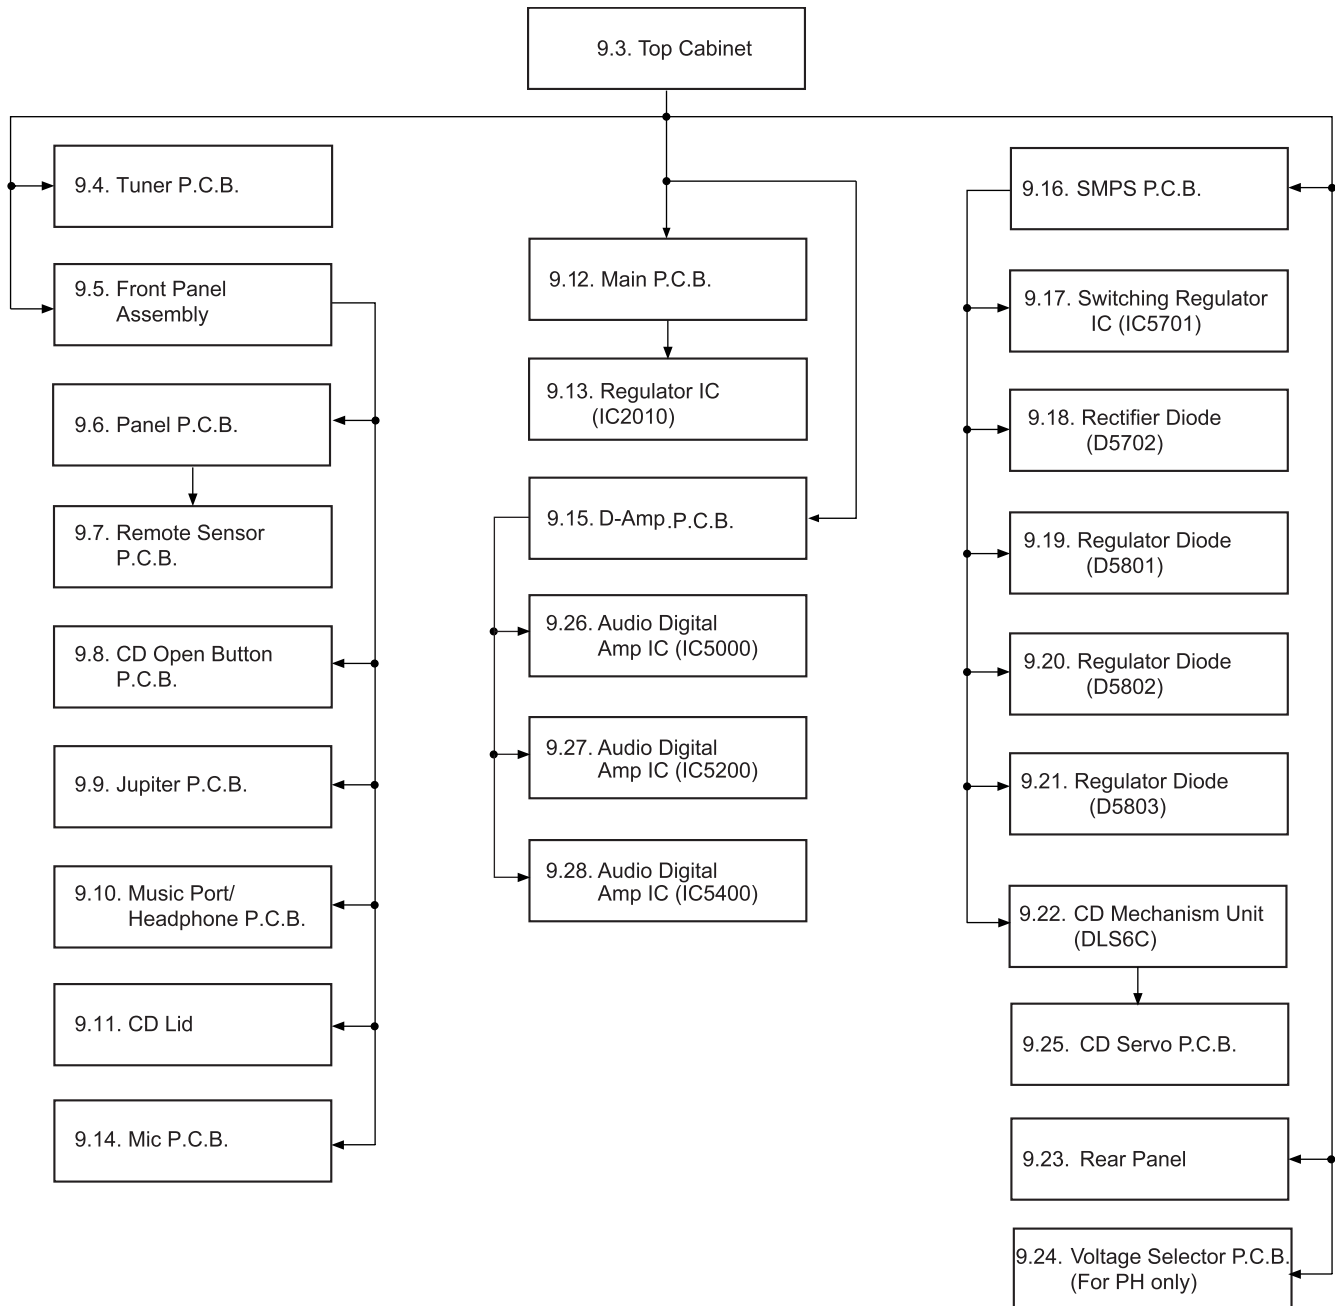 9.3. Top Cabinet
9.4. Tuner P.C.B.
9.5. Front Panel
Assembly
9.6. Panel P.C.B.
9.7. Remote Sensor
P.C.B.
9.8. CD Open Button
P.C.B.
9.9. Jupiter P.C.B.
9.10. Music Port/
Headphone P.C.B.
9.11. CD Lid
9.14. Mic P.C.B.
9.12. Main P.C.B.
9.13. Regulator IC
(IC2010)
9.15. D-Amp.P.C.B.
9.26. Audio Digital
Amp IC (IC5000)
9.27. Audio Digital
Amp IC (IC5200)
9.28. Audio Digital
Amp IC (IC5400)
9.16. SMPS P.C.B.
9.17. Switching Regulator
IC (IC5701)
9.18. Rectifier Diode
(D5702)
9.19. Regulator Diode
(D5801)
9.20. Regulator Diode
(D5802)
9.21. Regulator Diode
(D5803)
9.22. CD Mechanism Unit
(DLS6C)
9.25. CD Servo P.C.B.
9.23. Rear Panel
9.24. Voltage Selector P.C.B.
(For PH only)